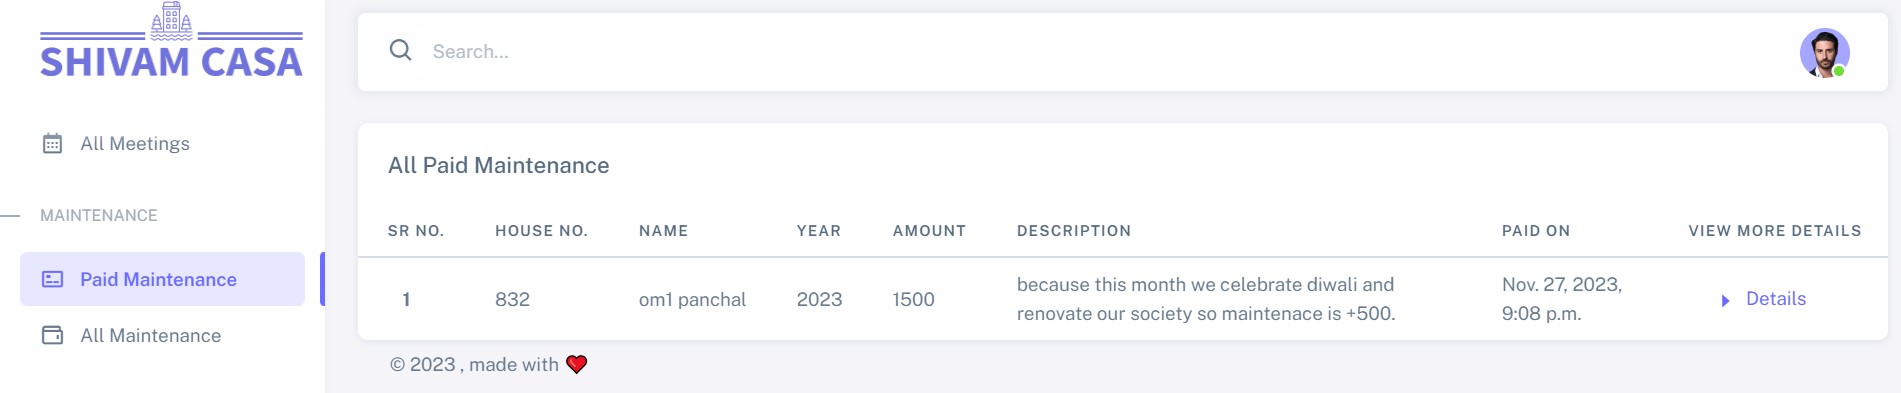 SHIVAM CASA
Search...
All Meetings
MAINTENANCE
Paid Maintenance
All Maintenance
All Paid Maintenance
SR NO. HOUSE NO. NAME YEAR AMOUNT DESCRIPTION PAID ON VIEW MORE DETAILS
1 832 om1 panchal 2023 1500 because this month we celebrate diwali and renovate our society so maintenace is +500. Nov. 27, 2023, 9:08 p.m. Details
© 2023 , made with ❤️